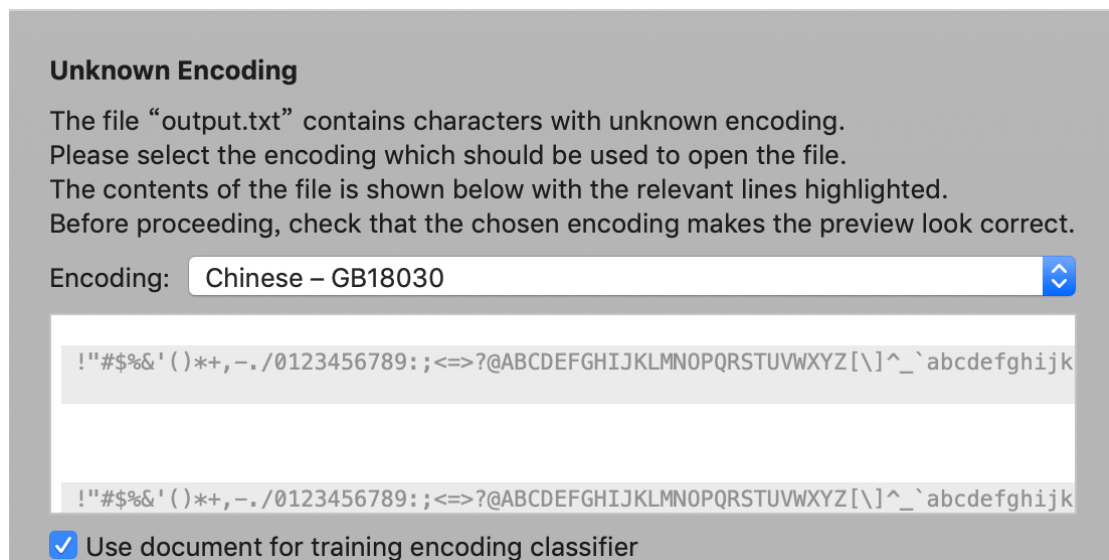 Unknown Encoding
The file “output.txt” contains characters with unknown encoding.
Please select the encoding which should be used to open the file.
The contents of the file is shown below with the relevant lines highlighted.
Before proceeding, check that the chosen encoding makes the preview look correct.
Encoding: Chinese – GB18030
!"#$%&'()*+,-./0123456789:;<=>?@ABCDEFGHIJKLMNOPQRSTUVWXYZ[\]^_`abcdefghijk
!"#$%&'()*+,-./0123456789:;<=>?@ABCDEFGHIJKLMNOPQRSTUVWXYZ[\]^_`abcdefghijk
Use document for training encoding classifier